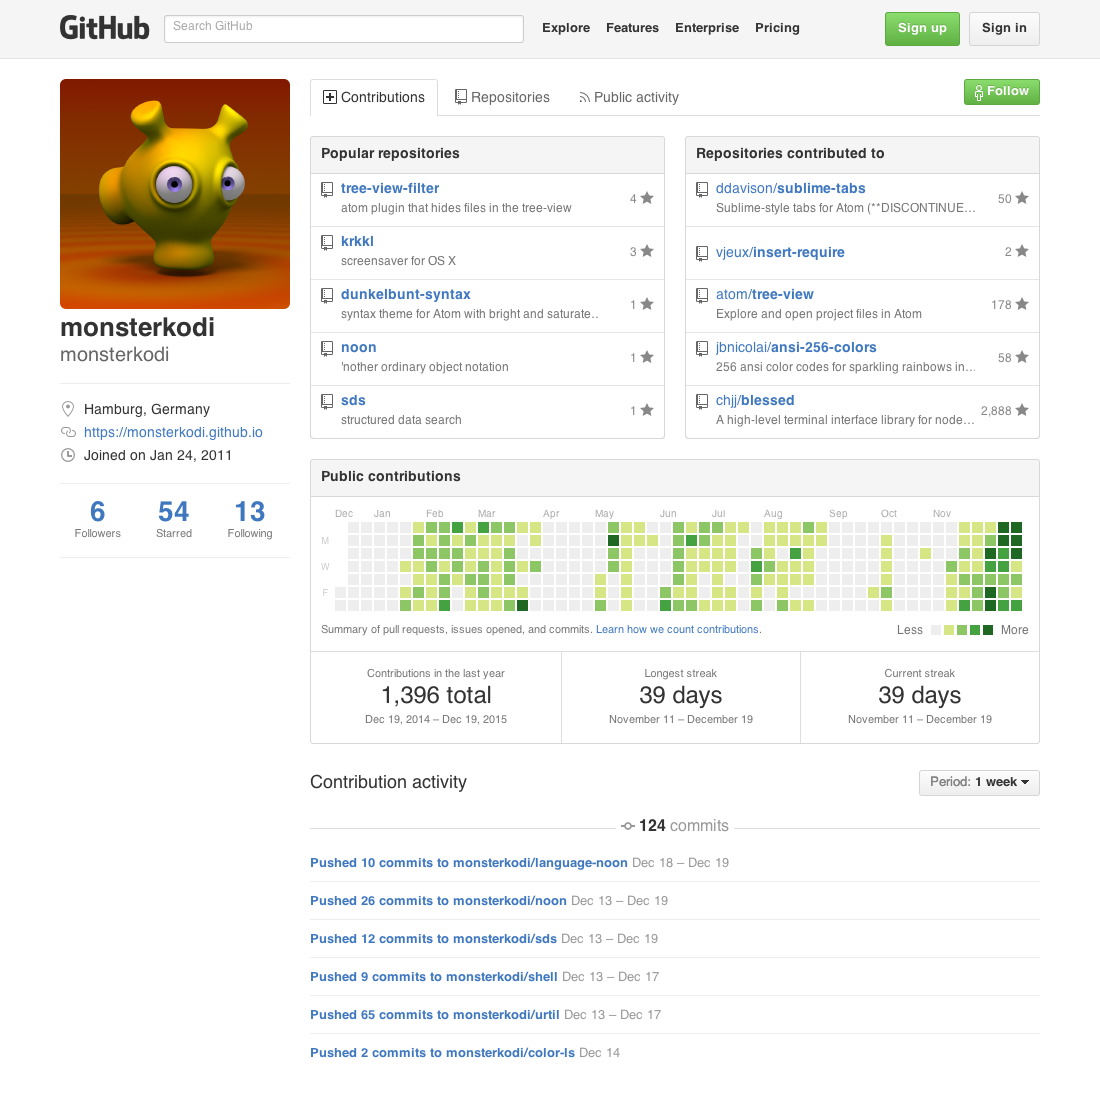 GitHub Search GitHub Explore Features Enterprise Pricing Sign up Sign in
Contributions Repositories Public activity Follow
monsterkodi
monsterkodi
Hamburg, Germany
https://monsterkodi.github.io
Joined on Jan 24, 2011
6 54 13
Followers Starred Following
Popular repositories
tree-view-filter
atom plugin that hides files in the tree-view
4
krkkl
screensaver for OS X
3
dunkelbunt-syntax
syntax theme for Atom with bright and saturate..
1
noon
'nother ordinary object notation
1
sds
structured data search
1
Repositories contributed to
ddavison/sublime-tabs
Sublime-style tabs for Atom (**DISCONTINUE...
50
vjeux/insert-require
2
atom/tree-view
Explore and open project files in Atom
178
jbnicolai/ansi-256-colors
256 ansi color codes for sparkling rainbows in...
58
chjj/blessed
A high-level terminal interface library for node...
2,888
Public contributions
Dec Jan Feb Mar Apr May Jun Jul Aug Sep Oct Nov
M
W
F
Summary of pull requests, issues opened, and commits. Learn how we count contributions.
Less More
Contributions in the last year
1,396 total
Dec 19, 2014 – Dec 19, 2015
Longest streak
39 days
November 11 – December 19
Current streak
39 days
November 11 – December 19
Contribution activity
Period: 1 week
124 commits
Pushed 10 commits to monsterkodi/language-noon Dec 18 – Dec 19
Pushed 26 commits to monsterkodi/noon Dec 13 – Dec 19
Pushed 12 commits to monsterkodi/sds Dec 13 – Dec 19
Pushed 9 commits to monsterkodi/shell Dec 13 – Dec 17
Pushed 65 commits to monsterkodi/urtil Dec 13 – Dec 17
Pushed 2 commits to monsterkodi/color-ls Dec 14